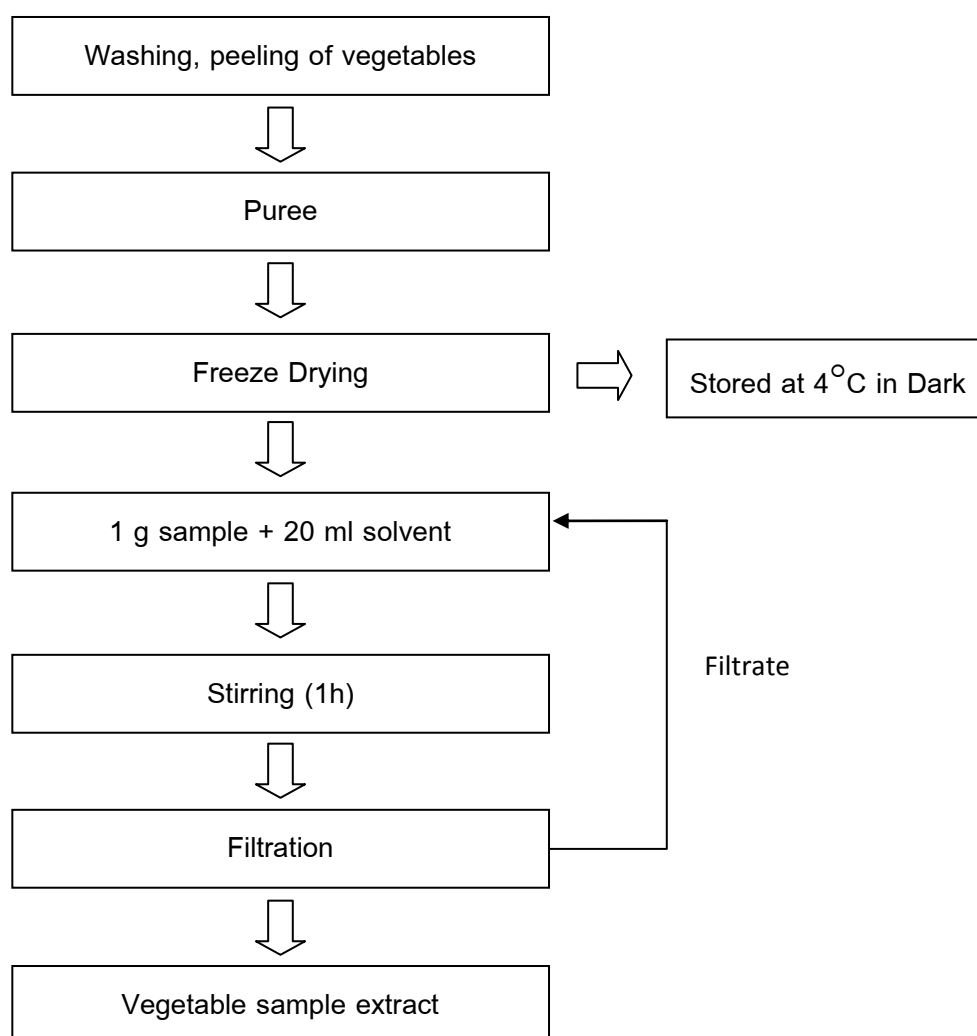 Washing, peeling of vegetables
Puree
Freeze Drying
Stored at 4°C in Dark
1 g sample + 20 ml solvent
Stirring (1h)
Filtrate
Filtration
Vegetable sample extract